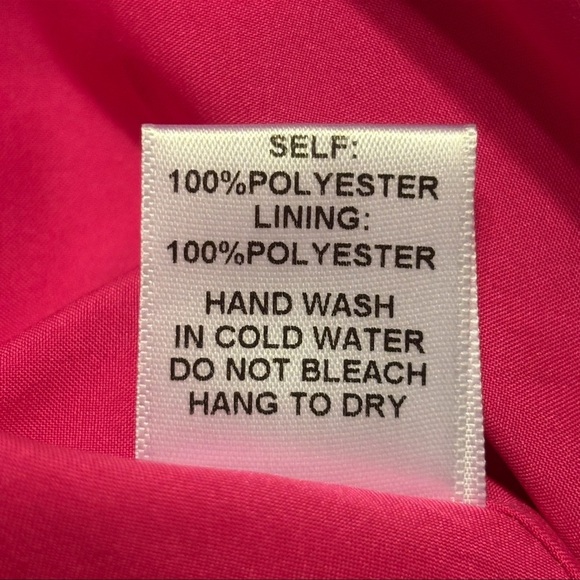 SELF:
100%POLYESTER
LINING:
100%POLYESTER
HAND WASH
IN COLD WATER
DO NOT BLEACH
HANG TO DRY